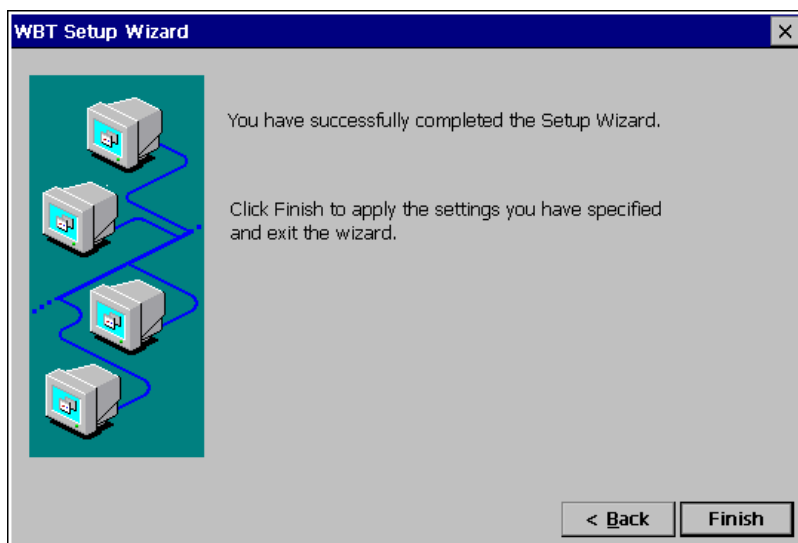 WBT Setup Wizard
You have successfully completed the Setup Wizard.
Click Finish to apply the settings you have specified
and exit the wizard.
< Back
Finish